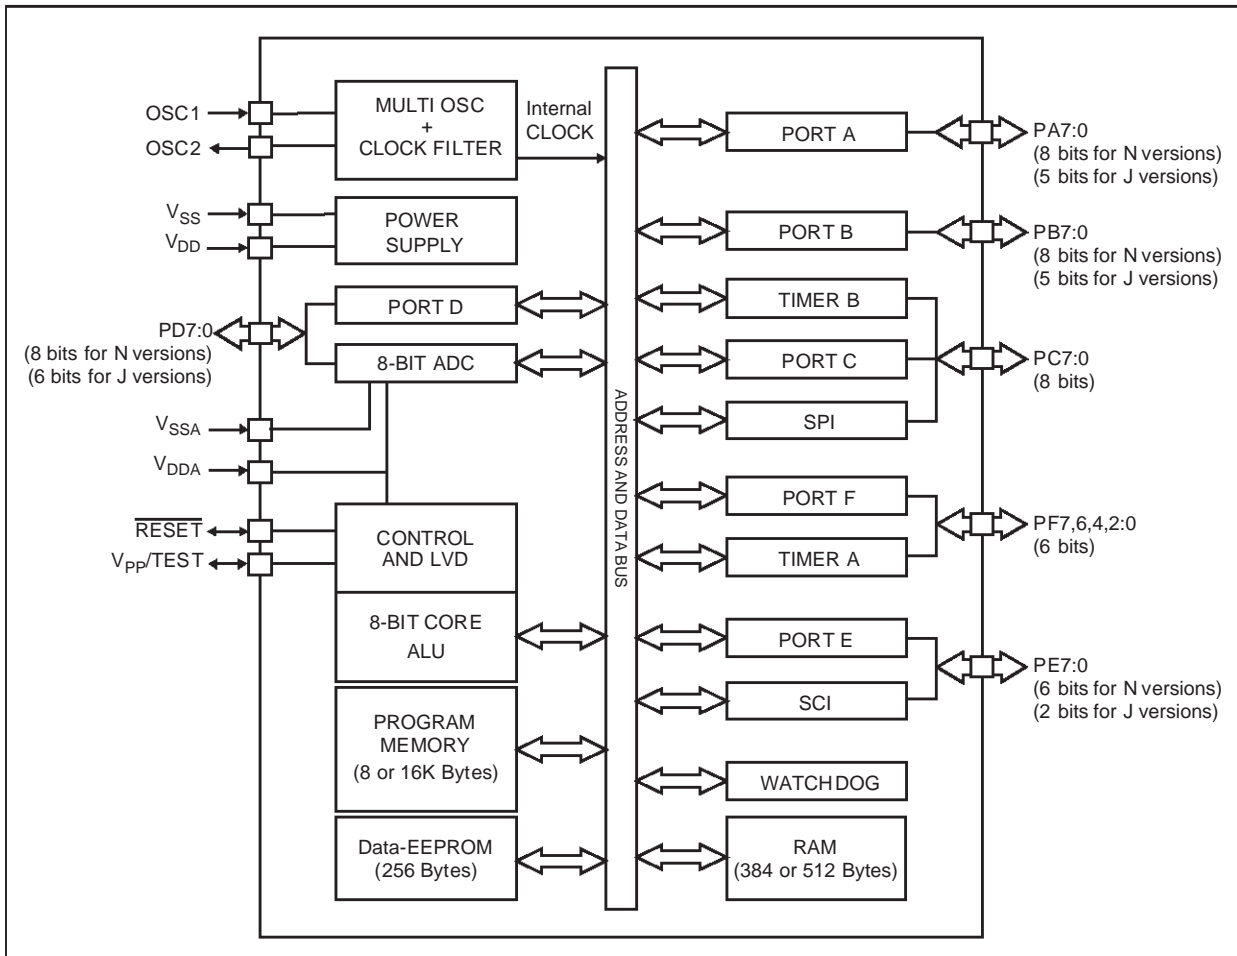 OSC1
OSC2
MULTI OSC
+
CLOCK FILTER
Internal
CLOCK
VSS
VDD
POWER
SUPPLY
PD7:0
(8 bits for N versions)
(6 bits for J versions)
PORT D
8-BIT ADC
VSSA
VDDA
RESET
VPP/TEST
CONTROL
AND LVD
8-BIT CORE
ALU
PROGRAM
MEMORY
(8 or 16K Bytes)
Data-EEPROM
(256 Bytes)
ADDRESS AND DATA BUS
PORT A
PA7:0
(8 bits for N versions)
(5 bits for J versions)
PORT B
PB7:0
(8 bits for N versions)
(5 bits for J versions)
TIMER B
PORT C
SPI
PC7:0
(8 bits)
PORT F
TIMER A
PF7,6,4,2:0
(6 bits)
PORT E
SCI
PE7:0
(6 bits for N versions)
(2 bits for J versions)
WATCHDOG
RAM
(384 or 512 Bytes)